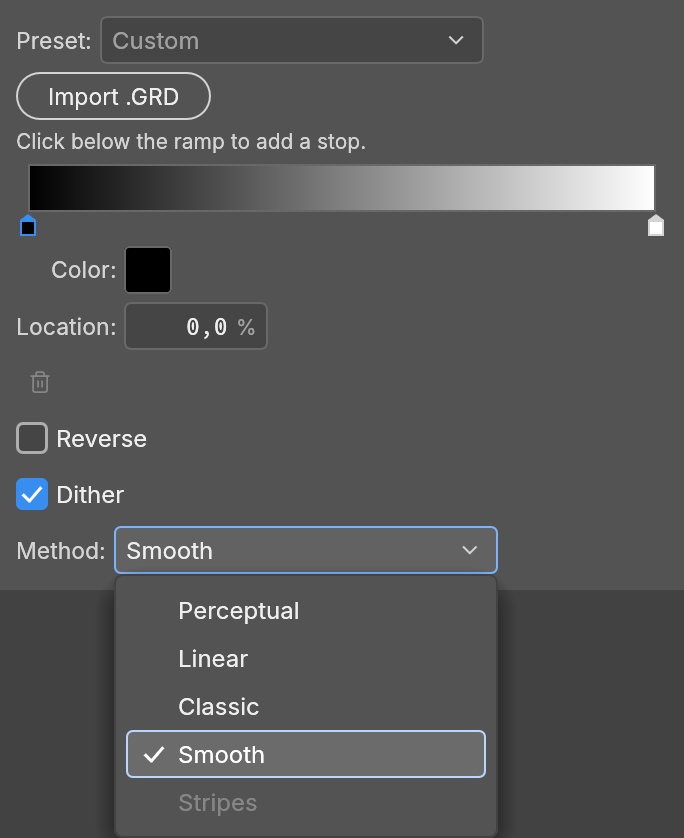 Preset: Custom
Import .GRD
Click below the ramp to add a stop.
Color:
Location: 0,0 %
Reverse
Dither
Method: Smooth
Perceptual
Linear
Classic
Smooth
Stripes